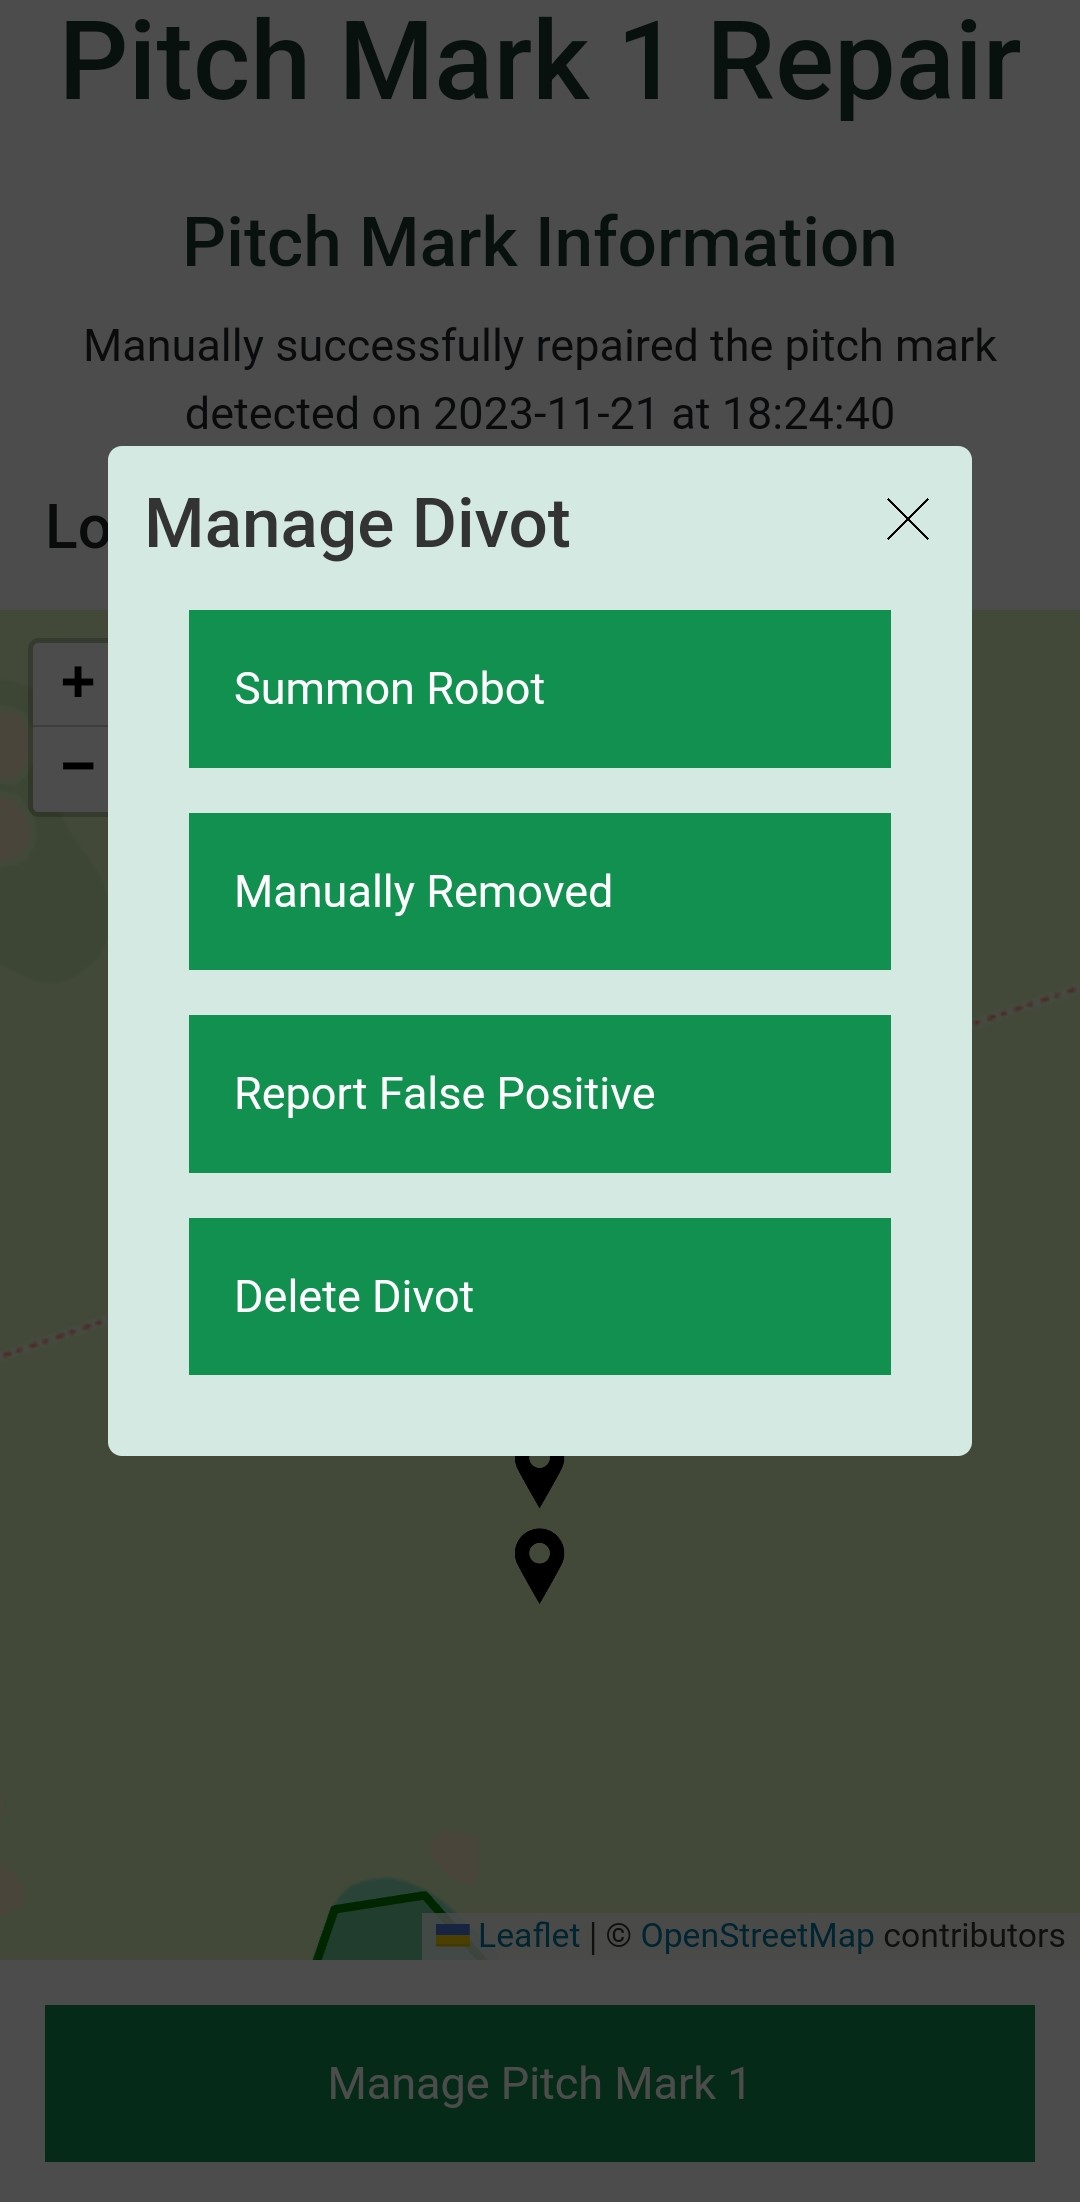 Pitch Mark 1 Repair
Pitch Mark Information
Manually successfully repaired the pitch mark
detected on 2023-11-21 at 18:24:40
Lo
Manage Divot
+
Summon Robot
−
Manually Removed
Report False Positive
Delete Divot
Leaflet | © OpenStreetMap contributors
Manage Pitch Mark 1